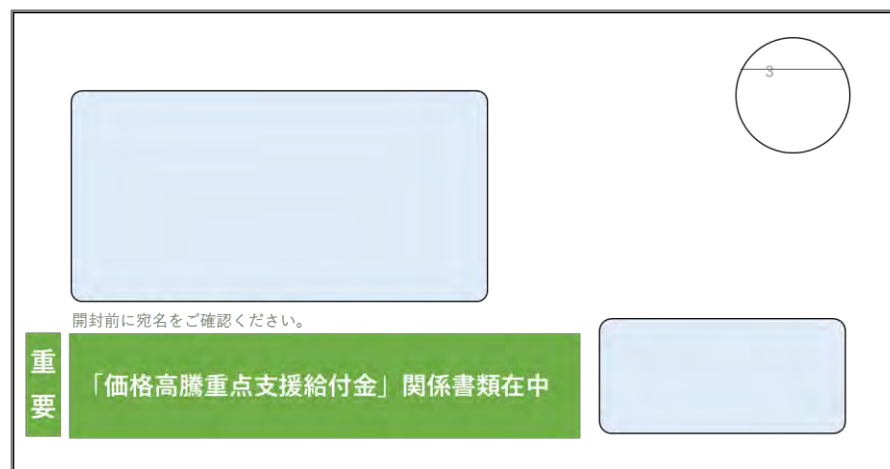 3
開封前に宛名をご確認ください。
重要
「価格高騰重点支援給付金」関係書類在中